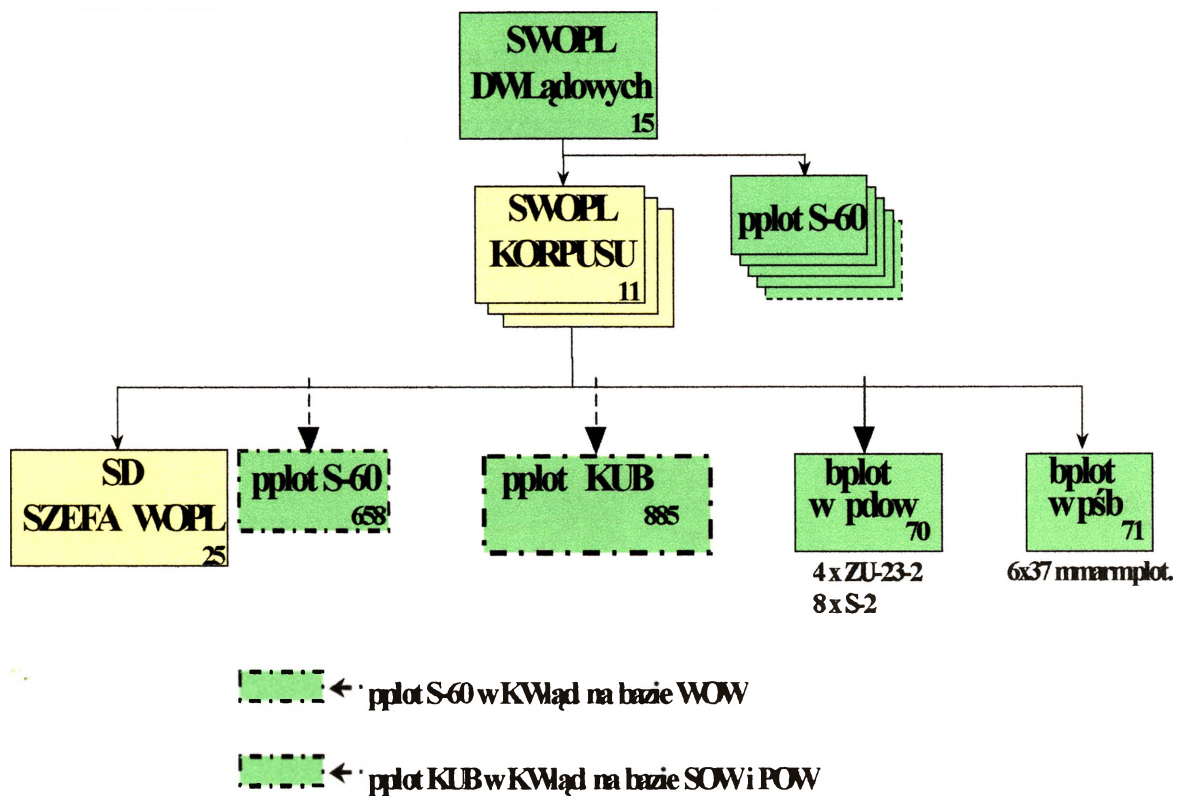 SWOPL
DWLądowych
15
SWOPL
KORPUSU
11
pplot S-60
SD
SZEFA WOPL
25
pplot S-60
658
pplot KUB
885
bplot
w pdow
70
bplot
w pśb
71
4 x ZU-23-2
8 x S-2
6x37 mm arm plot.
pplot S-60 w KWląd. na bazie WOW
pplot KUB w KWląd. na bazie SOW i POW